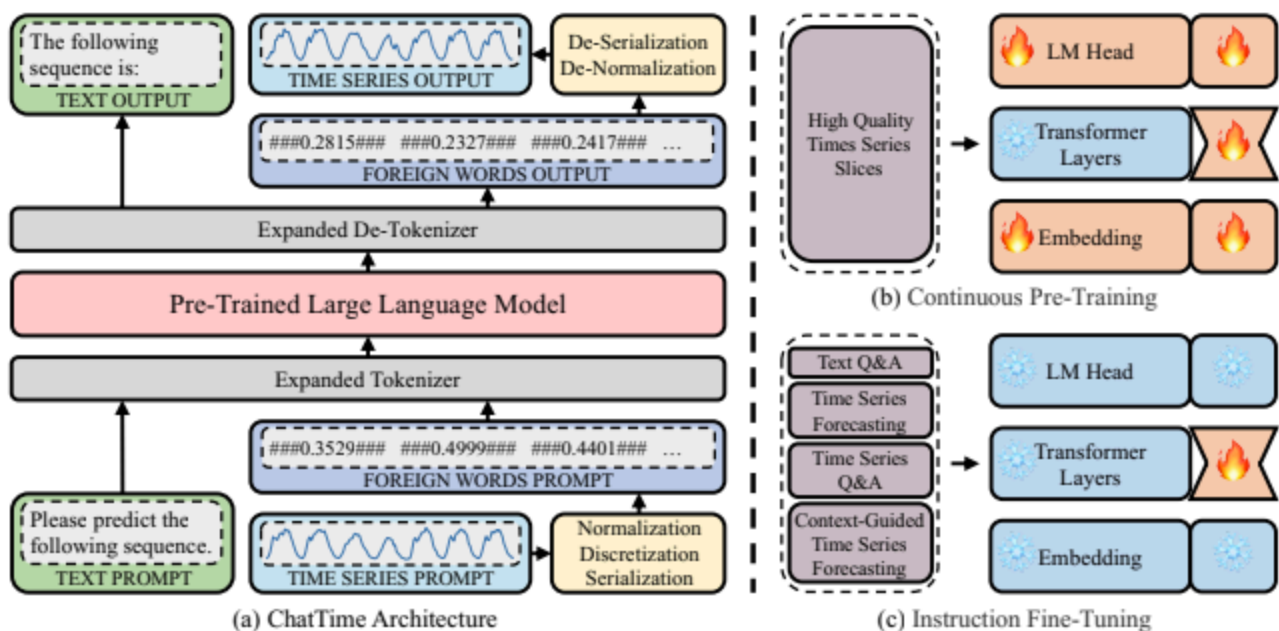 The following
sequence is:
TEXT OUTPUT
TIME SERIES OUTPUT
De-Serialization
De-Normalization
###0.2815### ###0.2327### ###0.2417### ...
FOREIGN WORDS OUTPUT
Expanded De-Tokenizer
Pre-Trained Large Language Model
Expanded Tokenizer
###0.3529### ###0.4999### ###0.4401### ...
FOREIGN WORDS PROMPT
Please predict the
following sequence.
TEXT PROMPT
TIME SERIES PROMPT
Normalization
Discretization
Serialization
(a) ChatTime Architecture
High Quality
Times Series
Slices
LM Head
Transformer
Layers
Embedding
(b) Continuous Pre-Training
Text Q&A
Time Series
Forecasting
Time Series
Q&A
Context-Guided
Time Series
Forecasting
LM Head
Transformer
Layers
Embedding
(c) Instruction Fine-Tuning